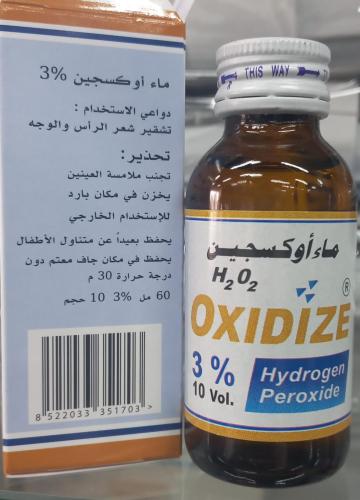 ماء أوكسجين 3%
دواعي الاستخدام :
تشقير شعر الرأس والوجه
تحذير:
تجنب ملامسة العينين
يخزن في مكان بارد
للإستخدام الخارجي
يحفظ بعيداً عن متناول الأطفال
يحفظ في مكان جاف معتم دون
درجة حرارة 30 م
60 مل 3% 10 حجم
8 522033 351703 >
THIS WAY
ماء أوكسجين
H2O2
OXIDIZE ®
3 %
10 Vol.
Hydrogen
Peroxide